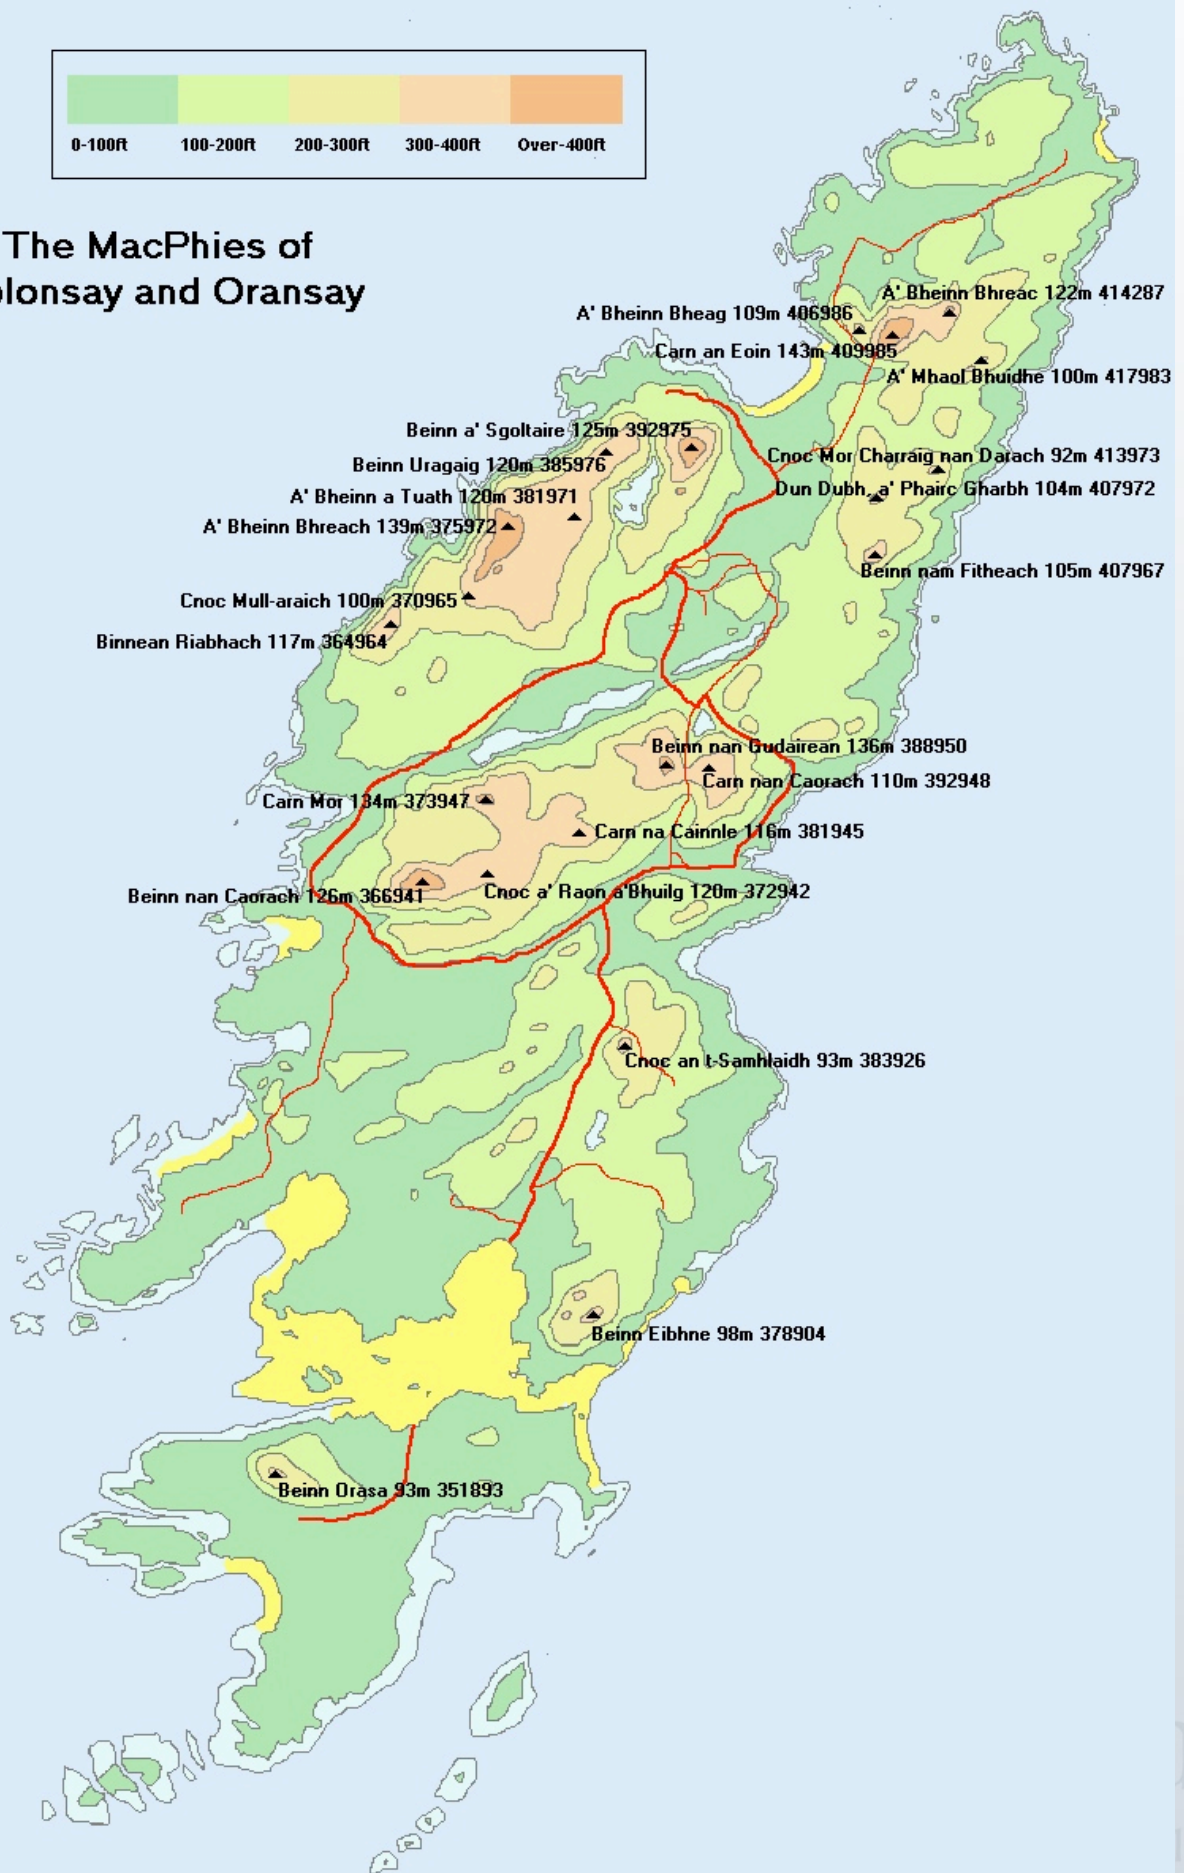 0-100ft 100-200ft 200-300ft 300-400ft Over-400ft
The MacPhies of
olonsay and Oransay
A' Bheinn Bhreac 122m 414287
A' Bheinn Bheag 109m 406986
Carn an Eoin 143m 409985
A' Mhaol Bhuidhe 100m 417983
Beinn a' Sgoltaire 125m 392975
Cnoc Mor Charraig nan Darach 92m 413973
Beinn Uragaig 120m 385976
Dun Dubh, a' Phairc Gharbh 104m 407972
A' Bheinn a Tuath 120m 381971
A' Bheinn Bhreach 139m 375972
Beinn nam Fitheach 105m 407967
Cnoc Mull-araich 100m 370965
Binnean Riabhach 117m 364964
Beinn nan Gudairean 136m 388950
Carn nan Caorach 110m 392948
Carn Mor 134m 373947
Carn na Cainnle 116m 381945
Cnoc a' Raon a'Bhuilg 120m 372942
Beinn nan Caorach 126m 366941
Cnoc an t-Samhlaidh 93m 383926
Beinn Eibhne 98m 378904
Beinn Orasa 93m 351893